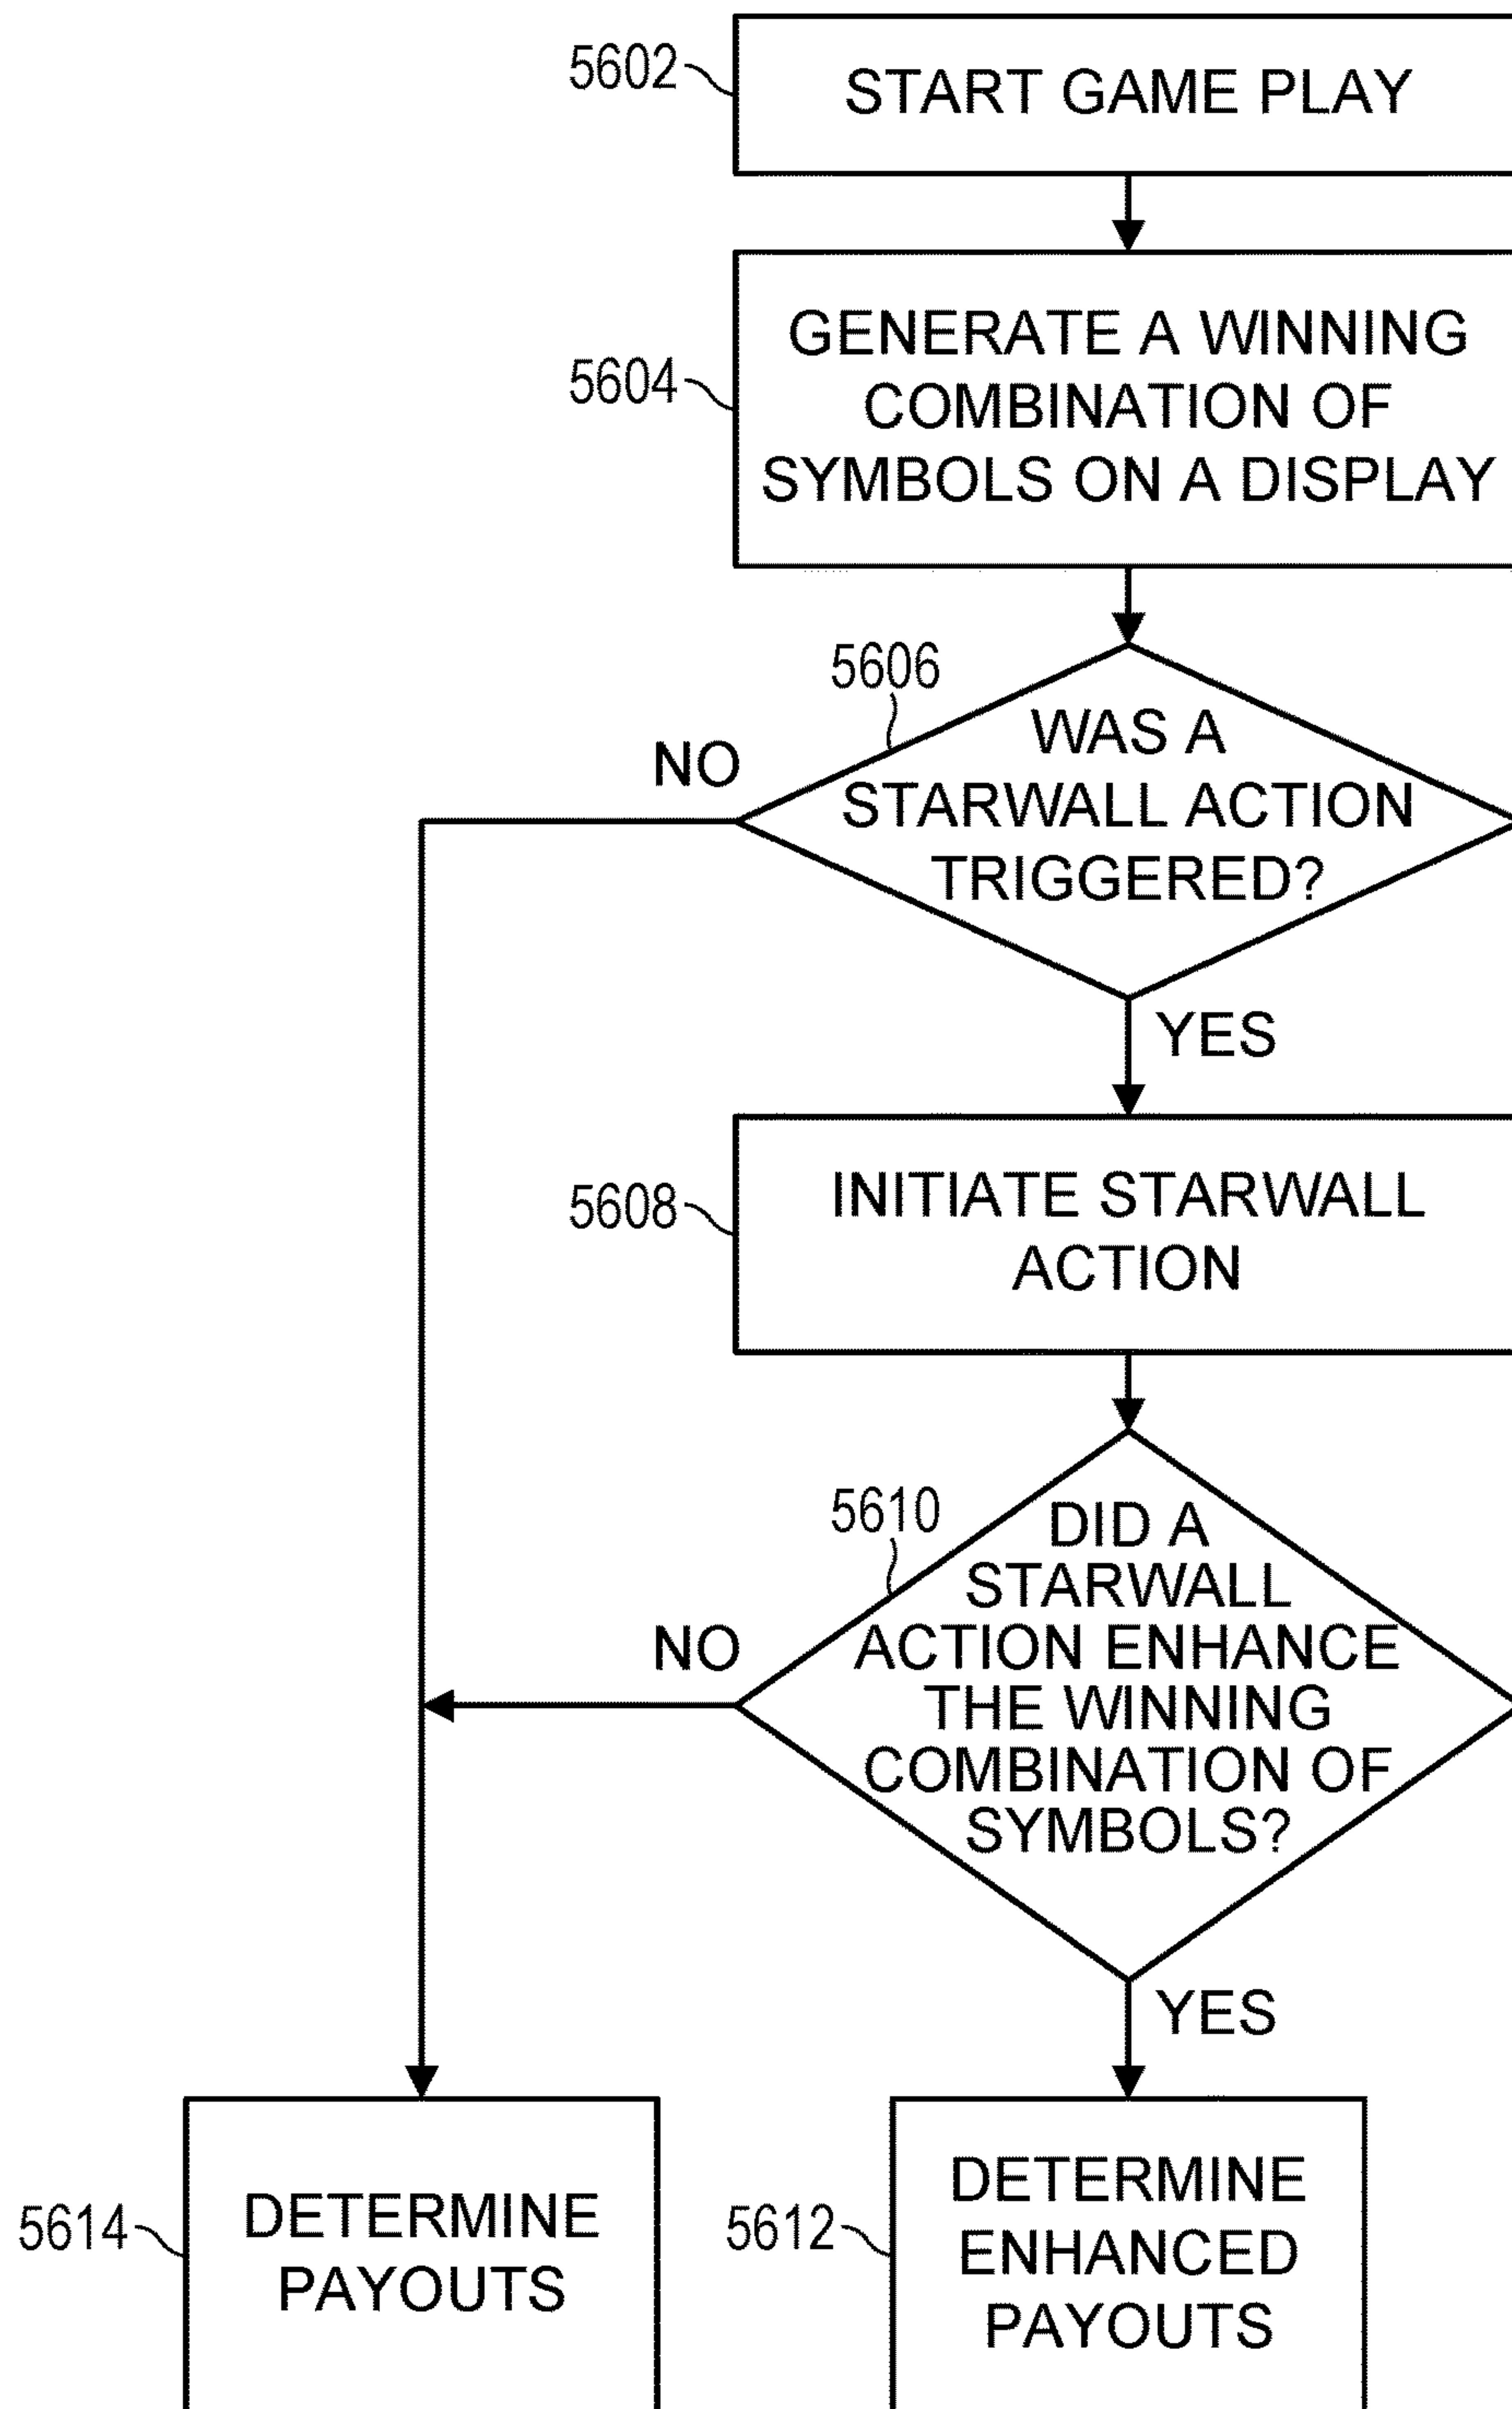 5602
START GAME PLAY
5604
GENERATE A WINNING
COMBINATION OF
SYMBOLS ON A DISPLAY
5606
WAS A
STARWALL ACTION
TRIGGERED?
NO
YES
5608
INITIATE STARWALL
ACTION
5610
DID A
STARWALL
ACTION ENHANCE
THE WINNING
COMBINATION OF
SYMBOLS?
NO
YES
5614
DETERMINE
PAYOUTS
5612
DETERMINE
ENHANCED
PAYOUTS